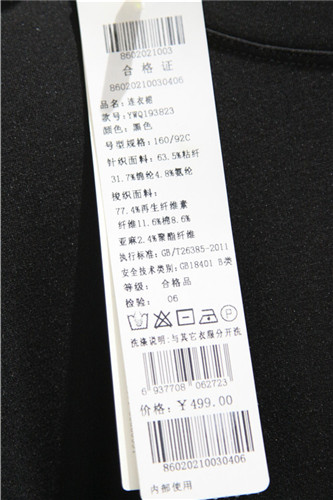 8602021003
合格证
86020210030406
品名:连衣裙
款号:YWQ193823
颜色:黑色
号型规格:160/92C
针织面料:63.5%粘纤
31.7%锦纶4.8%氨纶
梭织面料:
77.4%再生纤维素
纤维11.6%棉8.6%
亚麻2.4%聚酯纤维
执行标准:GB/T26385-2011
安全技术类别:GB18401 B类
等级: 合格品
检验: 06
P
洗涤说明:与其它衣服分开洗
6 937708 062723
价格:￥499.00
86020210030406
内部使用